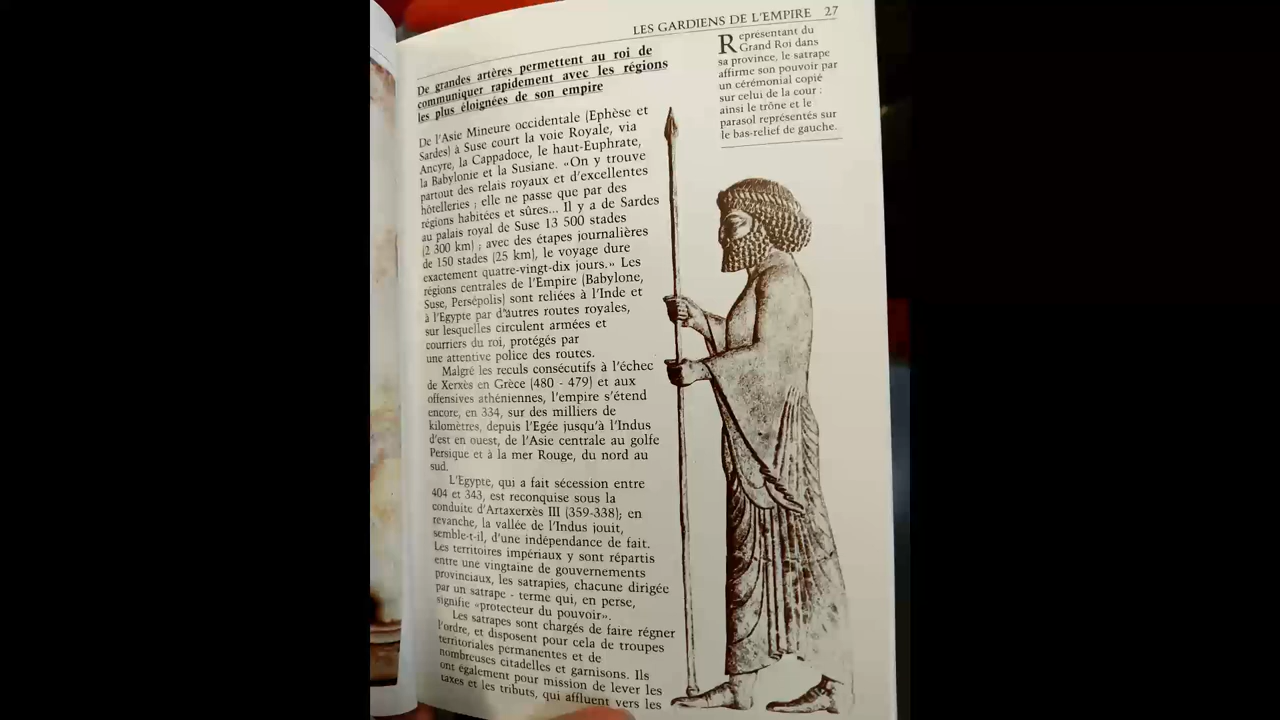 LES GARDIENS DE L'EMPIRE 27
De grandes artères permettent au roi de
communiquer rapidement avec les régions
les plus éloignées de son empire
De l'Asie Mineure occidentale (Ephèse et
Sardes) à Suse court la voie Royale, via
Ancyre, la Cappadoce, le haut-Euphrate,
la Babylonie et la Susiane. «On y trouve
partout des relais royaux et d'excellentes
hôtelleries ; elle ne passe que par des
régions habitées et sûres... Il y a de Sardes
au palais royal de Suse 13 500 stades
(2 300 km) ; avec des étapes journalières
de 150 stades (25 km), le voyage dure
exactement quatre-vingt-dix jours.» Les
régions centrales de l'Empire (Babylone,
Suse, Persépolis) sont reliées à l'Inde et
à l'Egypte par d'autres routes royales,
sur lesquelles circulent armées et
courriers du roi, protégés par
une attentive police des routes.
Malgré les reculs consécutifs à l'échec
de Xerxès en Grèce (480 - 479) et aux
offensives athéniennes, l'empire s'étend
encore, en 334, sur des milliers de
kilomètres, depuis l'Egée jusqu'à l'Indus
d'est en ouest, de l'Asie centrale au golfe
Persique et à la mer Rouge, du nord au
sud.
L'Egypte, qui a fait sécession entre
404 et 343, est reconquise sous la
conduite d'Artaxerxès III (359-338); en
revanche, la vallée de l'Indus jouit,
semble-t-il, d'une indépendance de fait.
Les territoires impériaux y sont répartis
entre une vingtaine de gouvernements
provinciaux, les satrapies, chacune dirigée
par un satrape - terme qui, en perse,
signifie «protecteur du pouvoir».
Les satrapes sont chargés de faire régner
l'ordre, et disposent pour cela de troupes
territoriales permanentes et de
nombreuses citadelles et garnisons. Ils
ont également pour mission de lever les
taxes et les tributs, qui affluent vers les
Représentant du
Grand Roi dans
sa province, le satrape
affirme son pouvoir par
un cérémonial copié
sur celui de la cour :
ainsi le trône et le
parasol représentés sur
le bas-relief de gauche.